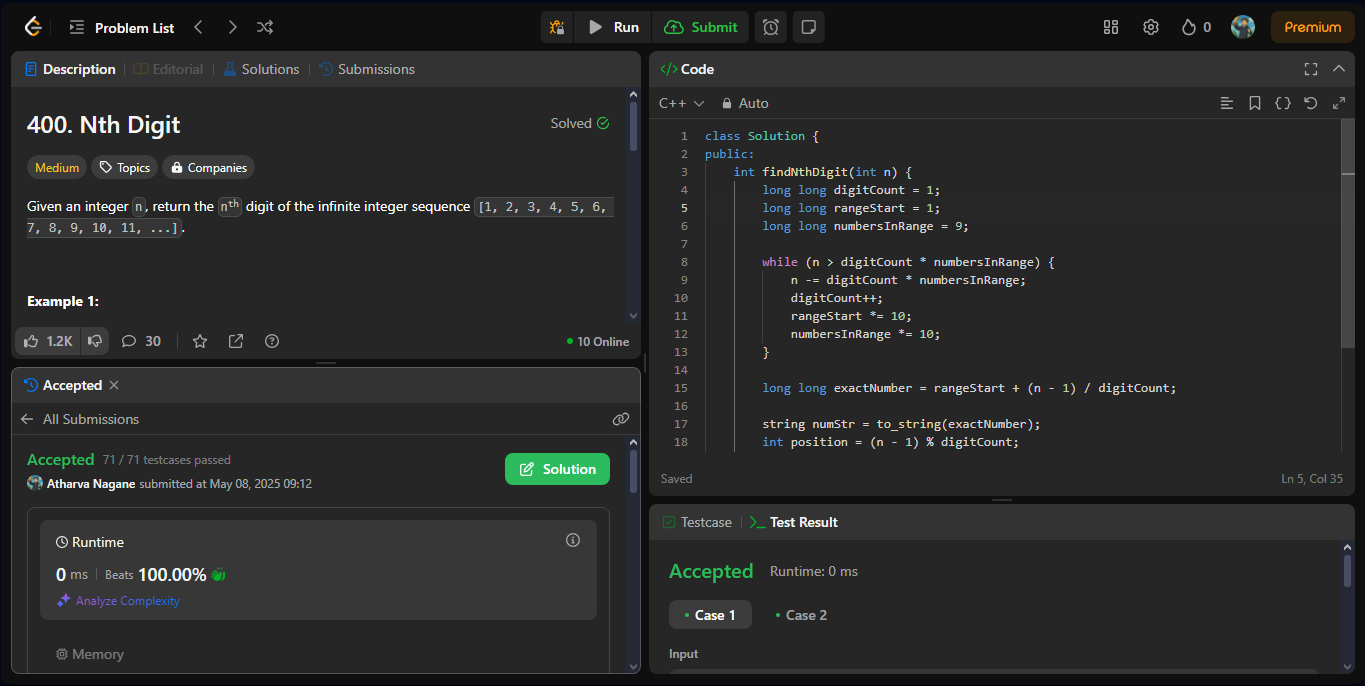 Problem List
Run
Submit
0
Premium
Description
Editorial
Solutions
Submissions
400. Nth Digit
Solved
Medium
Topics
Companies
Given an integer n, return the nth digit of the infinite integer sequence [1, 2, 3, 4, 5, 6,
7, 8, 9, 10, 11, ...].
Example 1:
1.2K
30
10 Online
Accepted
All Submissions
Accepted 71 / 71 testcases passed
Atharva Nagane submitted at May 08, 2025 09:12
Solution
Runtime
0 ms Beats 100.00%
Analyze Complexity
Memory
</> Code
C++
Auto
1 class Solution {
2 public:
3 int findNthDigit(int n) {
4 long long digitCount = 1;
5 long long rangeStart = 1;
6 long long numbersInRange = 9;
7
8 while (n > digitCount * numbersInRange) {
9 n -= digitCount * numbersInRange;
10 digitCount++;
11 rangeStart *= 10;
12 numbersInRange *= 10;
13 }
14
15 long long exactNumber = rangeStart + (n - 1) / digitCount;
16
17 string numStr = to_string(exactNumber);
18 int position = (n - 1) % digitCount;
Saved
Ln 5, Col 35
Testcase
Test Result
Accepted Runtime: 0 ms
Case 1
Case 2
Input